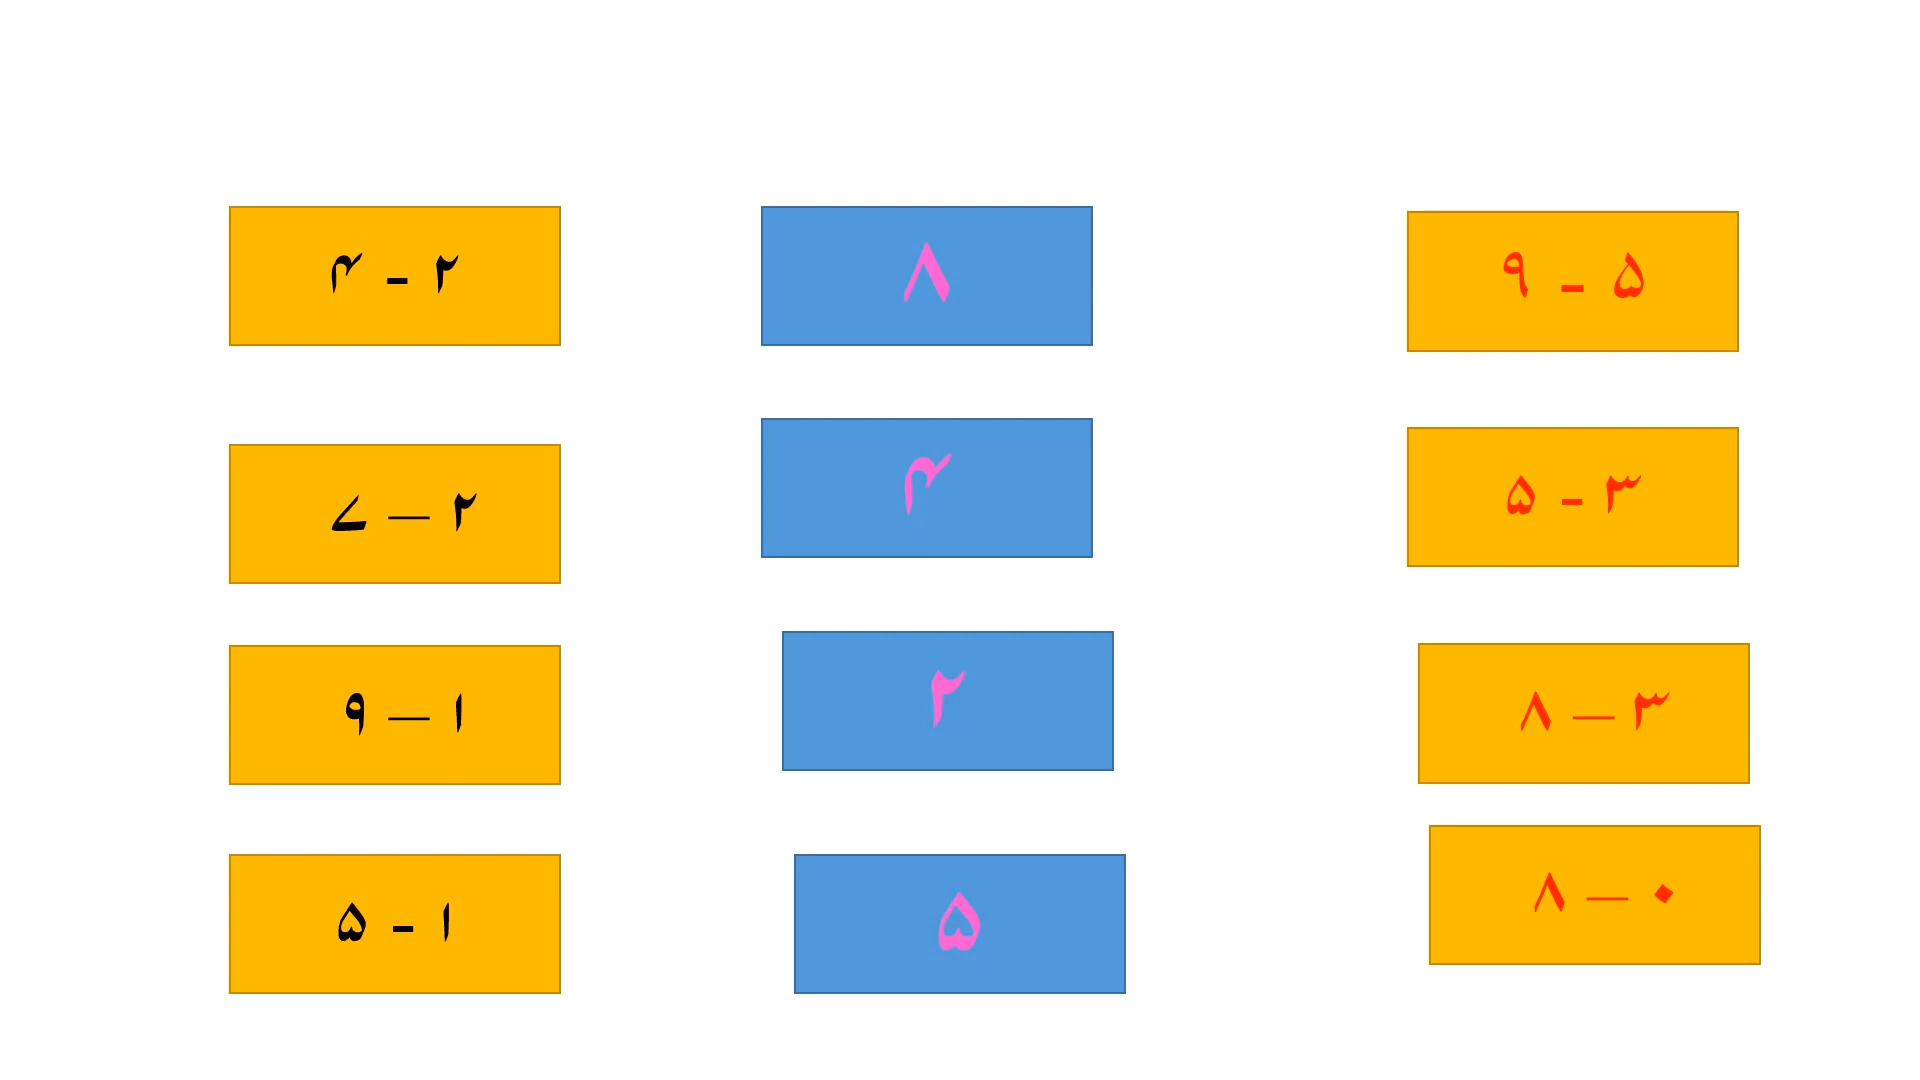 ۴ - ۲
۸
۹ - ۵
۷ – ۲
۴
۵ - ۳
۹ – ۱
۲
۸ – ۳
۵ - ۱
۵
۸ – ۰